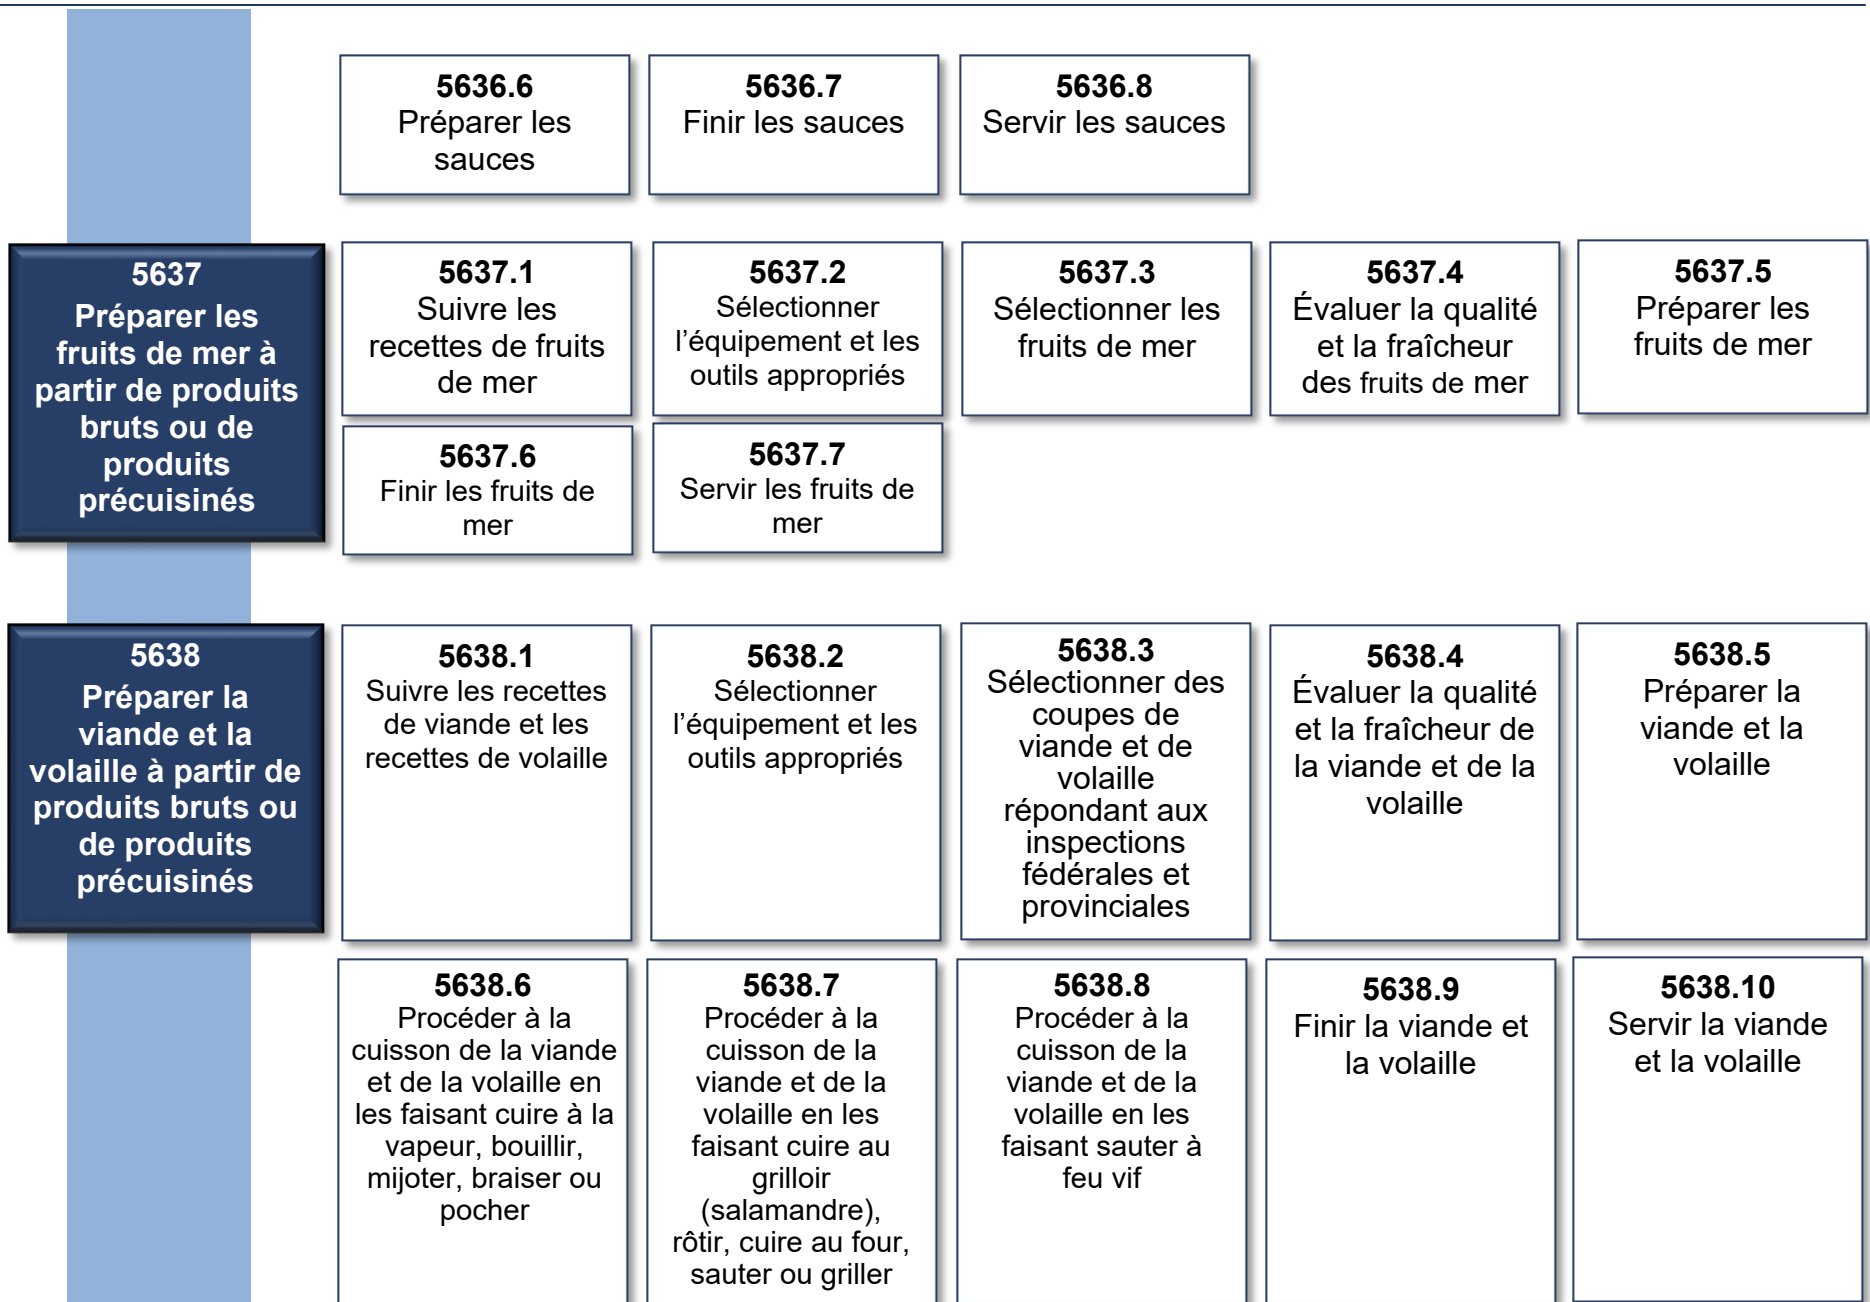 5636.6
Préparer les
sauces
5636.7
Finir les sauces
5636.8
Servir les sauces
5637
Préparer les
fruits de mer à
partir de produits
bruts ou de
produits
précuisinés
5637.1
Suivre les
recettes de fruits
de mer
5637.2
Sélectionner
l’équipement et les
outils appropriés
5637.3
Sélectionner les
fruits de mer
5637.4
Évaluer la qualité
et la fraîcheur
des fruits de mer
5637.5
Préparer les
fruits de mer
5637.6
Finir les fruits de
mer
5637.7
Servir les fruits de
mer
5638
Préparer la
viande et la
volaille à partir de
produits bruts ou
de produits
précuisinés
5638.1
Suivre les recettes
de viande et les
recettes de volaille
5638.2
Sélectionner
l’équipement et les
outils appropriés
5638.3
Sélectionner des
coupes de
viande et de
volaille
répondant aux
inspections
fédérales et
provinciales
5638.4
Évaluer la qualité
et la fraîcheur de
la viande et de la
volaille
5638.5
Préparer la
viande et la
volaille
5638.6
Procéder à la
cuisson de la viande
et de la volaille en
les faisant cuire à la
vapeur, bouillir,
mijoter, braiser ou
pocher
5638.7
Procéder à la
cuisson de la
viande et de la
volaille en les
faisant cuire au
grilloir
(salamandre),
rôtir, cuire au four,
sauter ou griller
5638.8
Procéder à la
cuisson de la
viande et de la
volaille en les
faisant sauter à
feu vif
5638.9
Finir la viande et
la volaille
5638.10
Servir la viande
et la volaille